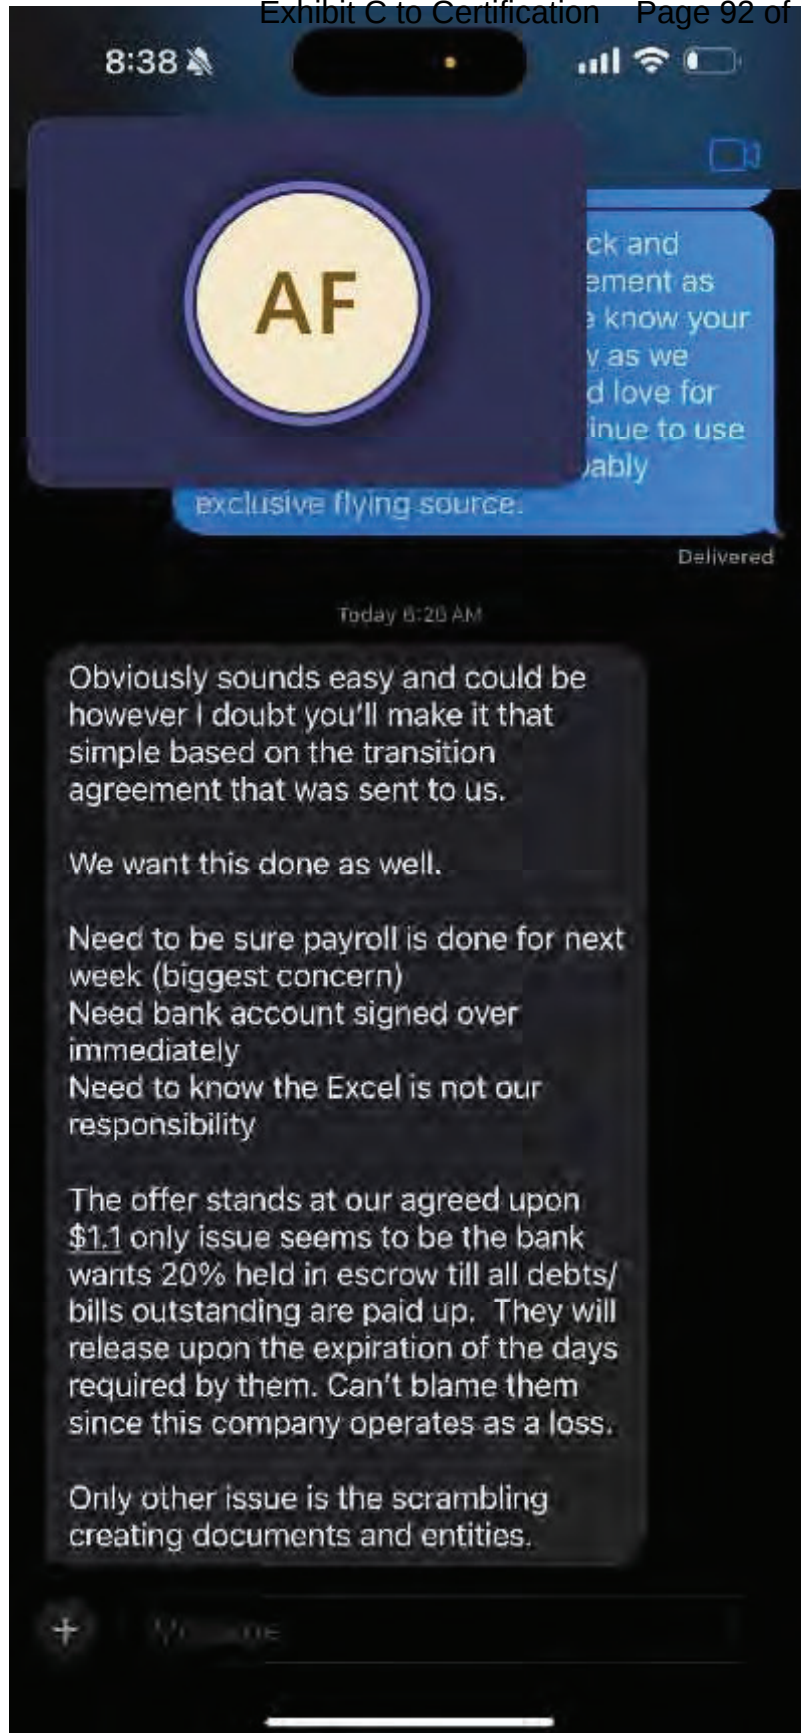 Exhibit C to Certification Page 92 of
8:38
AF
ck and
ement as
know your
as we
d love for
inue to use
ably
exclusive flying source.
Delivered
Today 6:26 AM
Obviously sounds easy and could be
however I doubt you'll make it that
simple based on the transition
agreement that was sent to us.
We want this done as well.
Need to be sure payroll is done for next
week (biggest concern)
Need bank account signed over
immediately
Need to know the Excel is not our
responsibility
The offer stands at our agreed upon
$1.1 only issue seems to be the bank
wants 20% held in escrow till all debts/
bills outstanding are paid up. They will
release upon the expiration of the days
required by them. Can't blame them
since this company operates as a loss.
Only other issue is the scrambling
creating documents and entities.